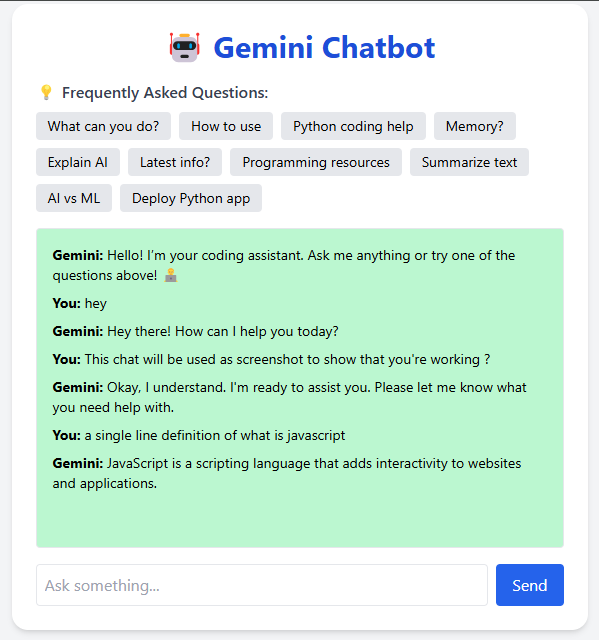 Gemini Chatbot
Frequently Asked Questions:
What can you do? How to use Python coding help Memory?
Explain AI Latest info? Programming resources Summarize text
AI vs ML Deploy Python app
Gemini: Hello! I'm your coding assistant. Ask me anything or try one of the
questions above!
You: hey
Gemini: Hey there! How can I help you today?
You: This chat will be used as screenshot to show that you're working ?
Gemini: Okay, I understand. I'm ready to assist you. Please let me know what
you need help with.
You: a single line definition of what is javascript
Gemini: JavaScript is a scripting language that adds interactivity to websites
and applications.
Ask something... Send